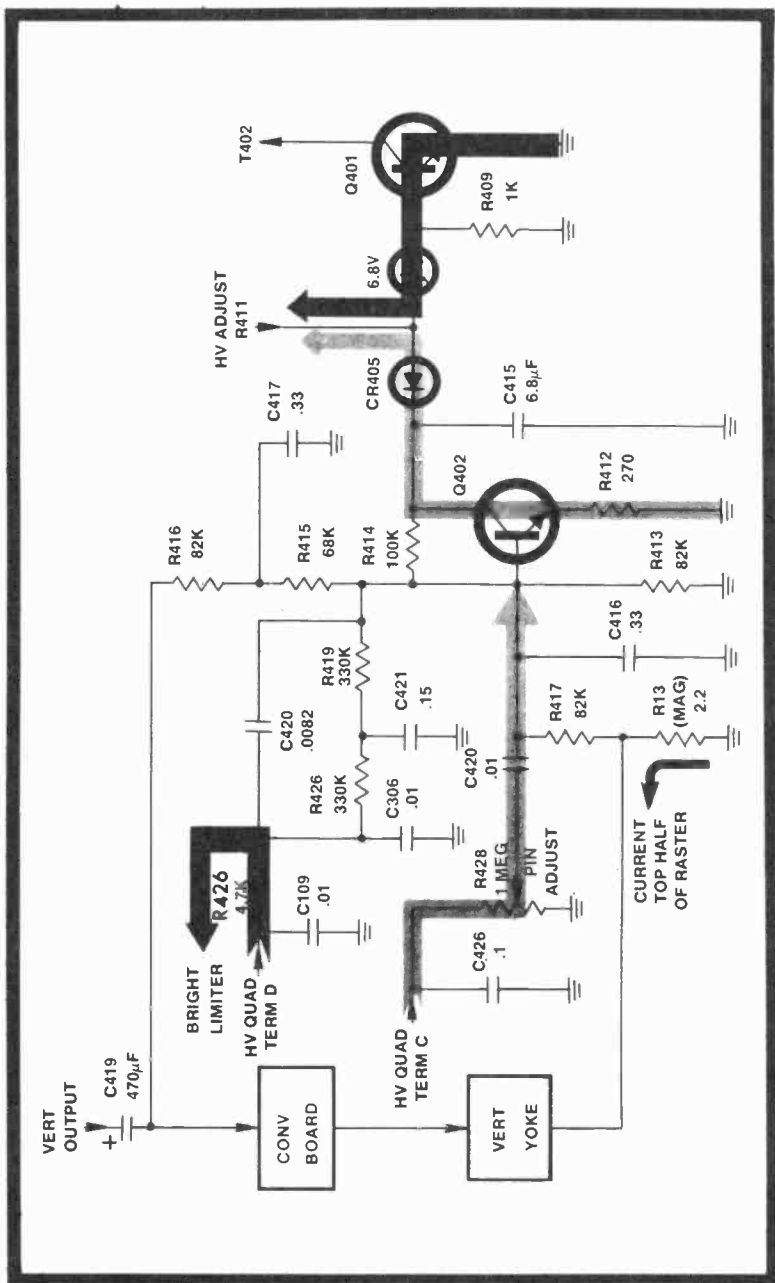 VERT
OUTPUT
C419
470µF
+
CONV
BOARD
VERT
YOKE
BRIGHT
LIMITER
R426
4.7K
HV QUAD
TERM D
C109
.01
HV QUAD
TERM C
C426
.1
R428
1 MEG
PIN
ADJUST
C420
.0082
R426
330K
C306
.01
R419
330K
C421
.15
C420
.01
R417
82K
R13
(MAG)
2.2
CURRENT
TOP HALF
OF RASTER
R416
82K
R415
68K
C417
.33
R414
100K
C416
.33
R413
82K
Q402
R412
270
C415
6.8µF
CR405
HV ADJUST
R411
6.8V
R409
1K
Q401
T402